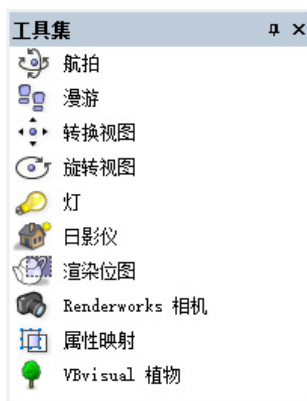 工具集
航拍
漫游
转换视图
旋转视图
灯
日影仪
渲染位图
Renderworks 相机
属性映射
VBvisual 植物